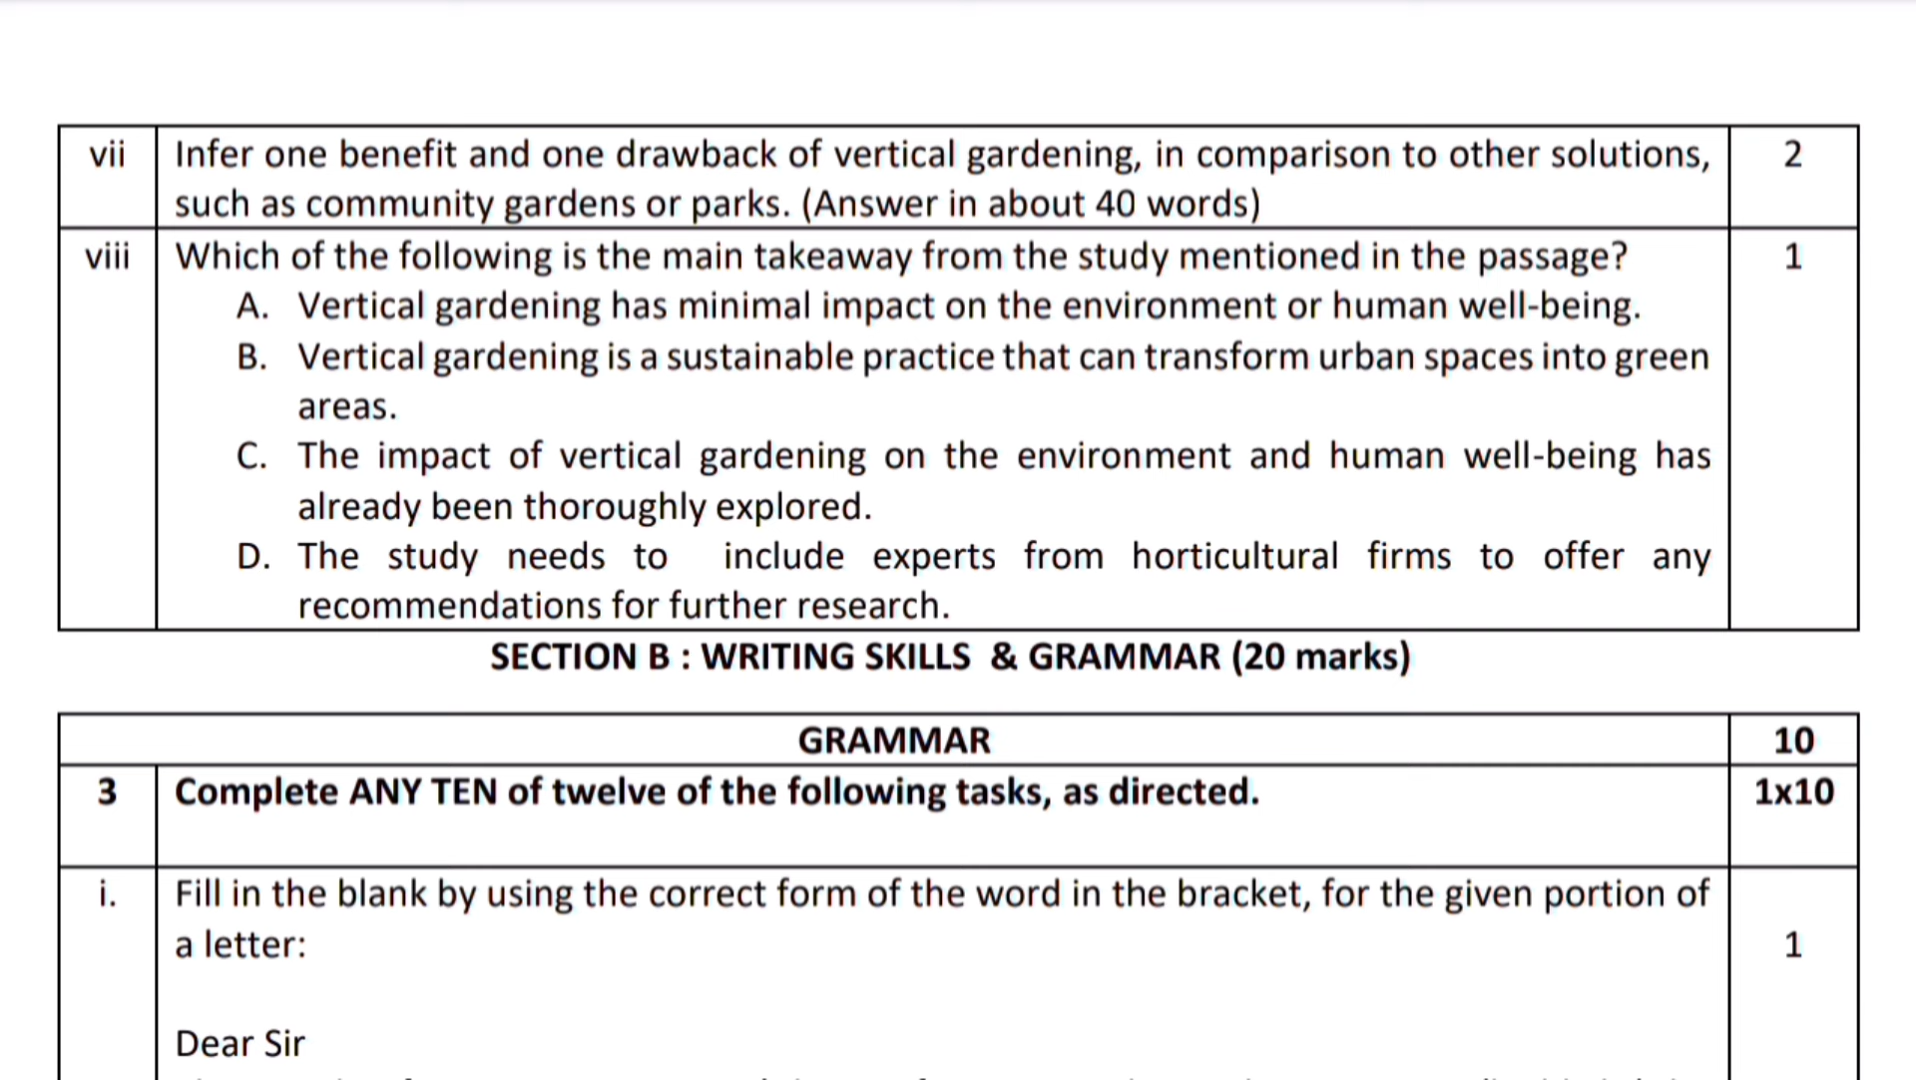 vii Infer one benefit and one drawback of vertical gardening, in comparison to other solutions, 2
such as community gardens or parks. (Answer in about 40 words)
viii Which of the following is the main takeaway from the study mentioned in the passage? 1
A. Vertical gardening has minimal impact on the environment or human well-being.
B. Vertical gardening is a sustainable practice that can transform urban spaces into green
areas.
C. The impact of vertical gardening on the environment and human well-being has
already been thoroughly explored.
D. The study needs to include experts from horticultural firms to offer any
recommendations for further research.
SECTION B : WRITING SKILLS & GRAMMAR (20 marks)
GRAMMAR 10
3 Complete ANY TEN of twelve of the following tasks, as directed. 1x10
i. Fill in the blank by using the correct form of the word in the bracket, for the given portion of
a letter: 1
Dear Sir